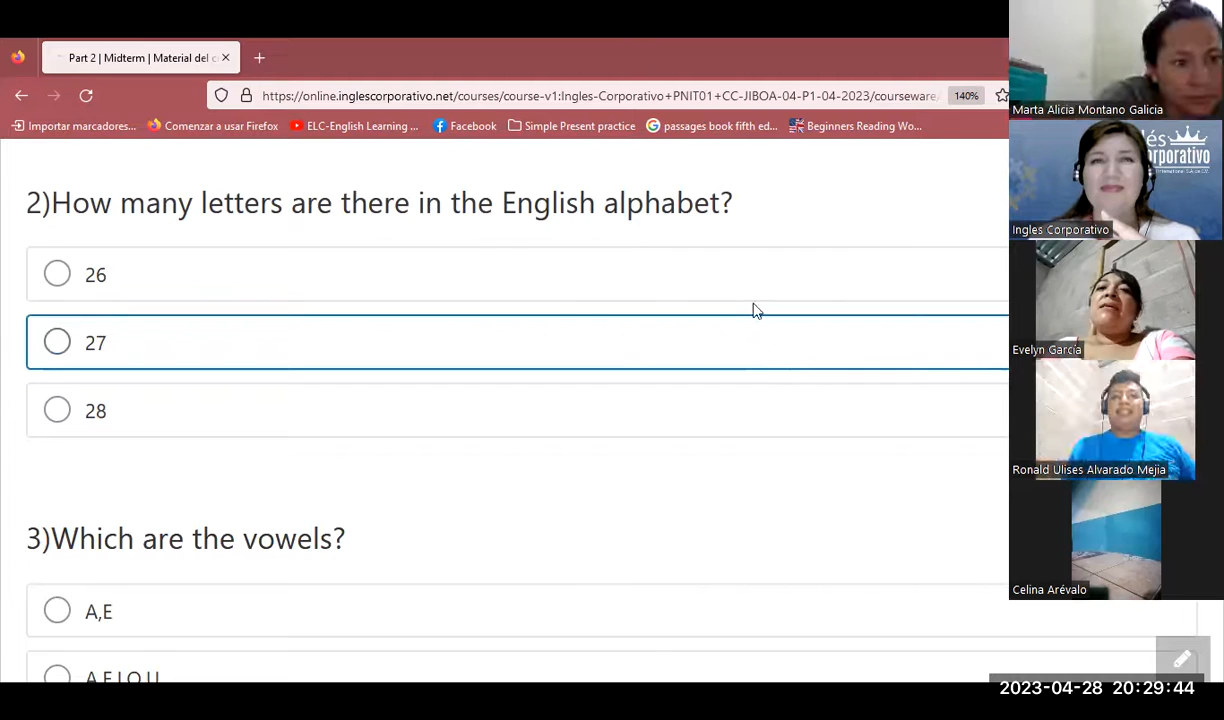 Part 2 | Midterm | Material del c
https://online.inglescorporativo.net/courses/course-v1:Ingles-Corporativo+PNIT01+CC-JIBOA-04-P1-04-2023/courseware/
140%
Importar marcadores...
Comenzar a usar Firefox
ELC-English Learning ...
Facebook
Simple Present practice
passages book fifth ed...
Beginners Reading Wo...
2)How many letters are there in the English alphabet?
26
27
28
3)Which are the vowels?
A,E
A,E,I,O,U
Marta Alicia Montano Galicia
Ingles Corporativo
Evelyn García
Ronald Ulises Alvarado Mejia
Celina Arévalo
2023-04-28 20:29:44